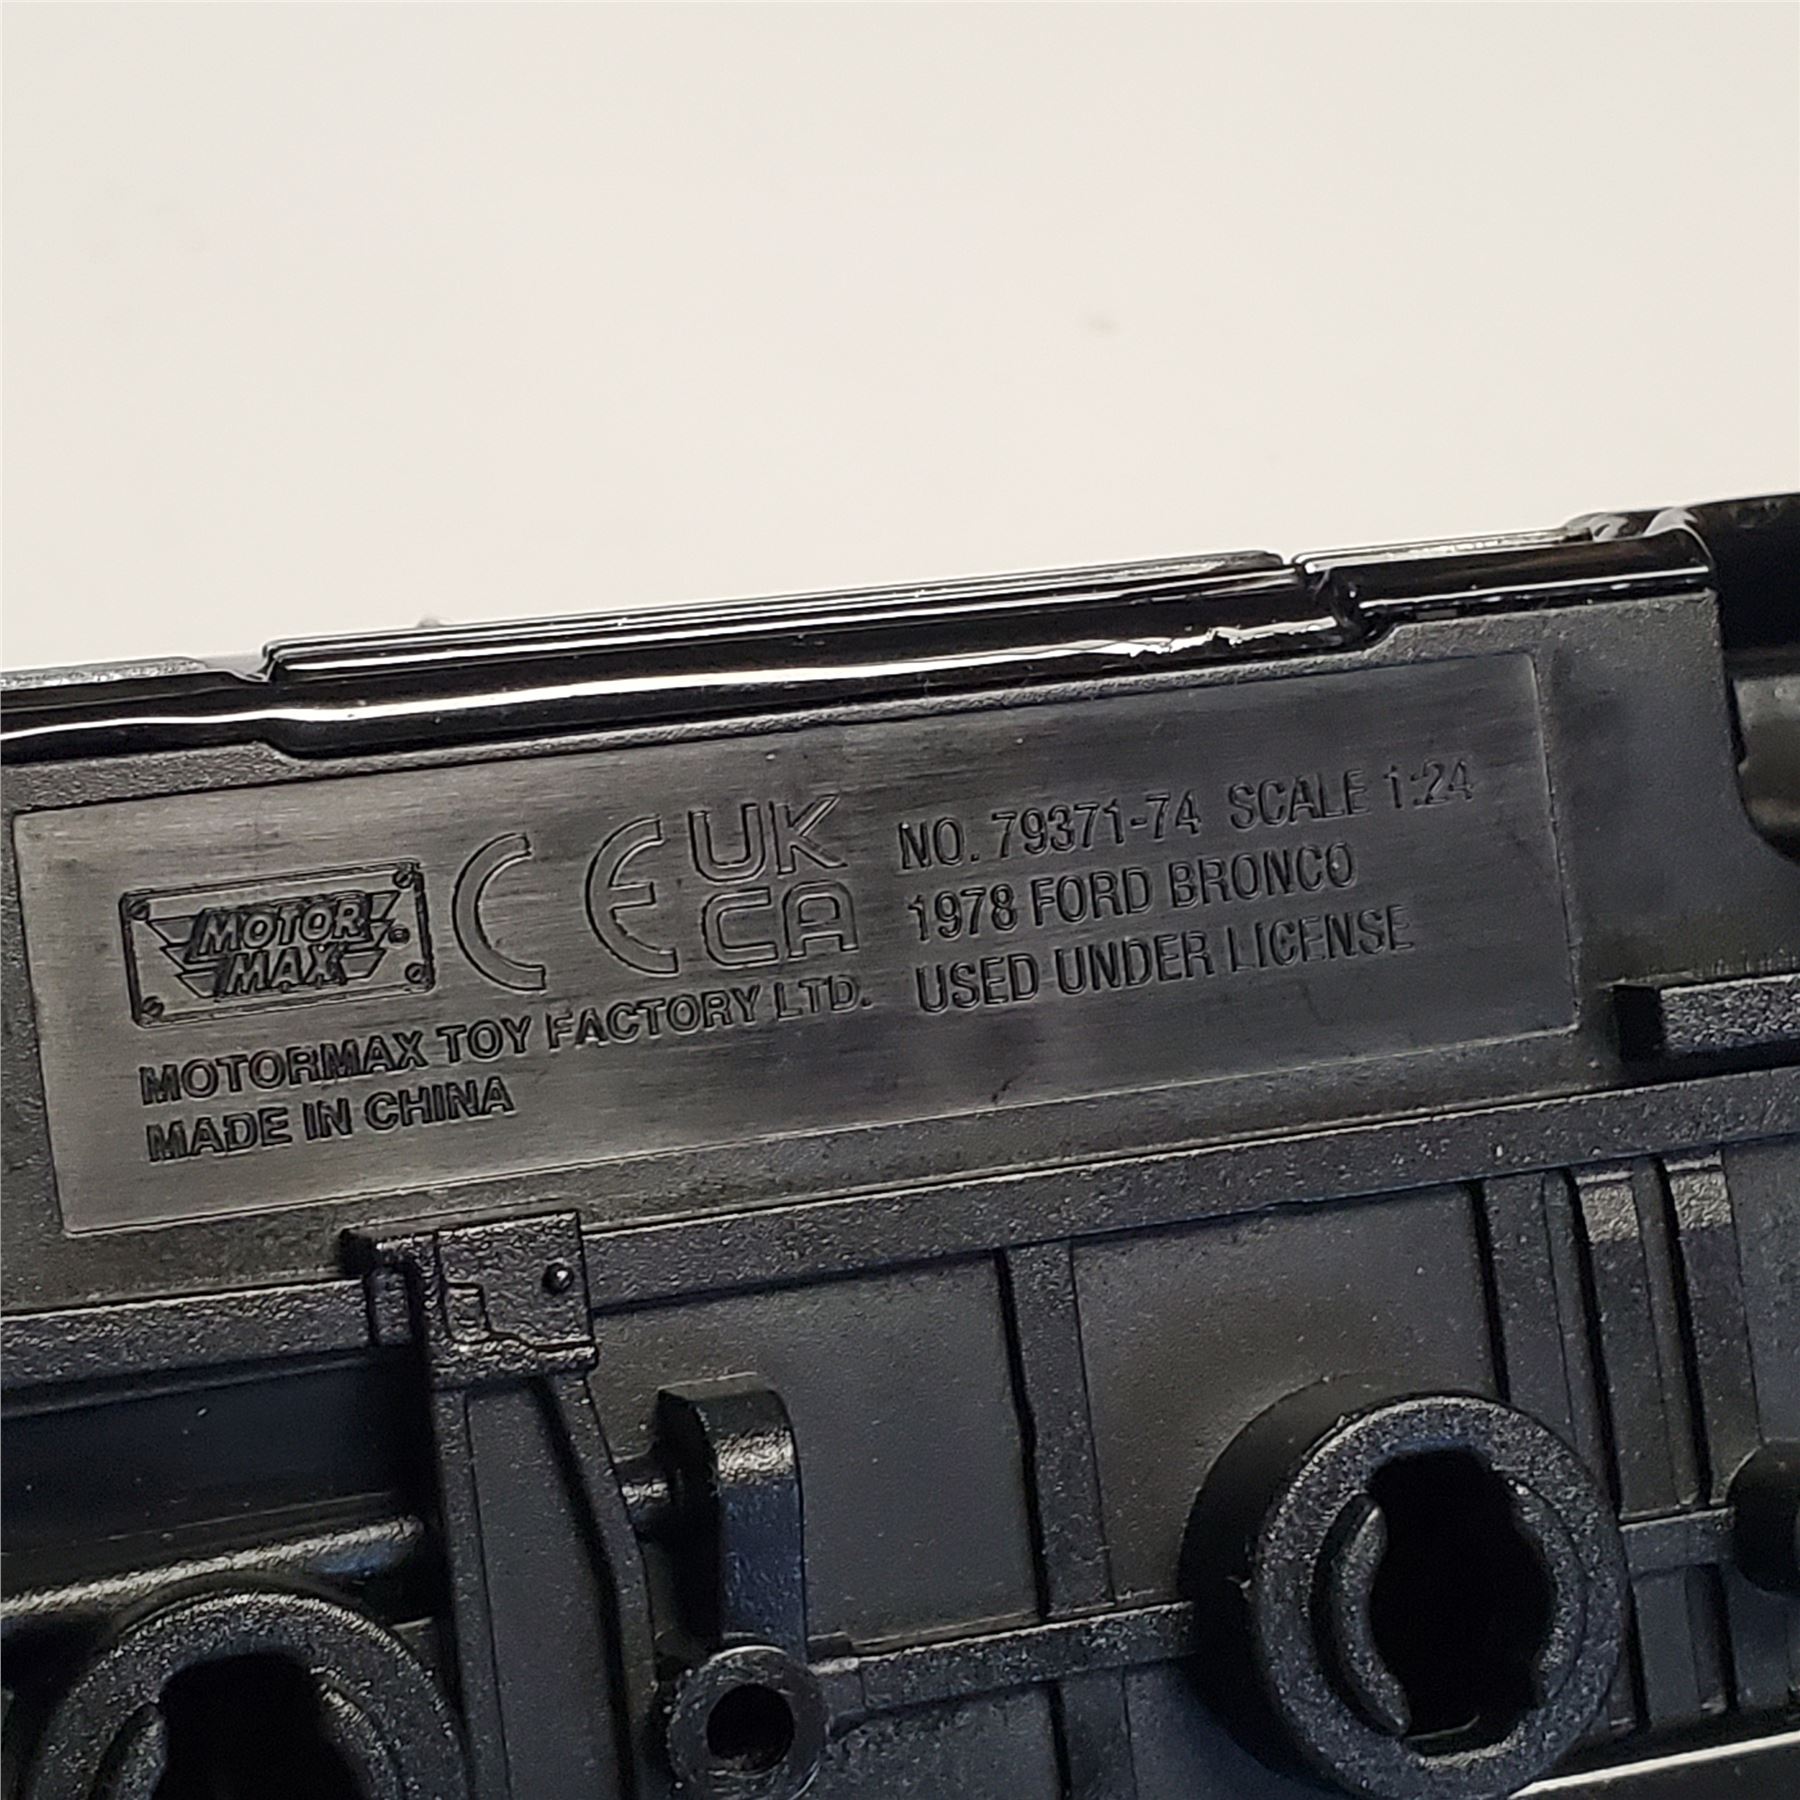 MOTOR
MAX
CE
UK
CA
MOTORMAX TOY FACTORY LTD.
MADE IN CHINA
NO. 79371-74 SCALE 1:24
1978 FORD BRONCO
USED UNDER LICENSE